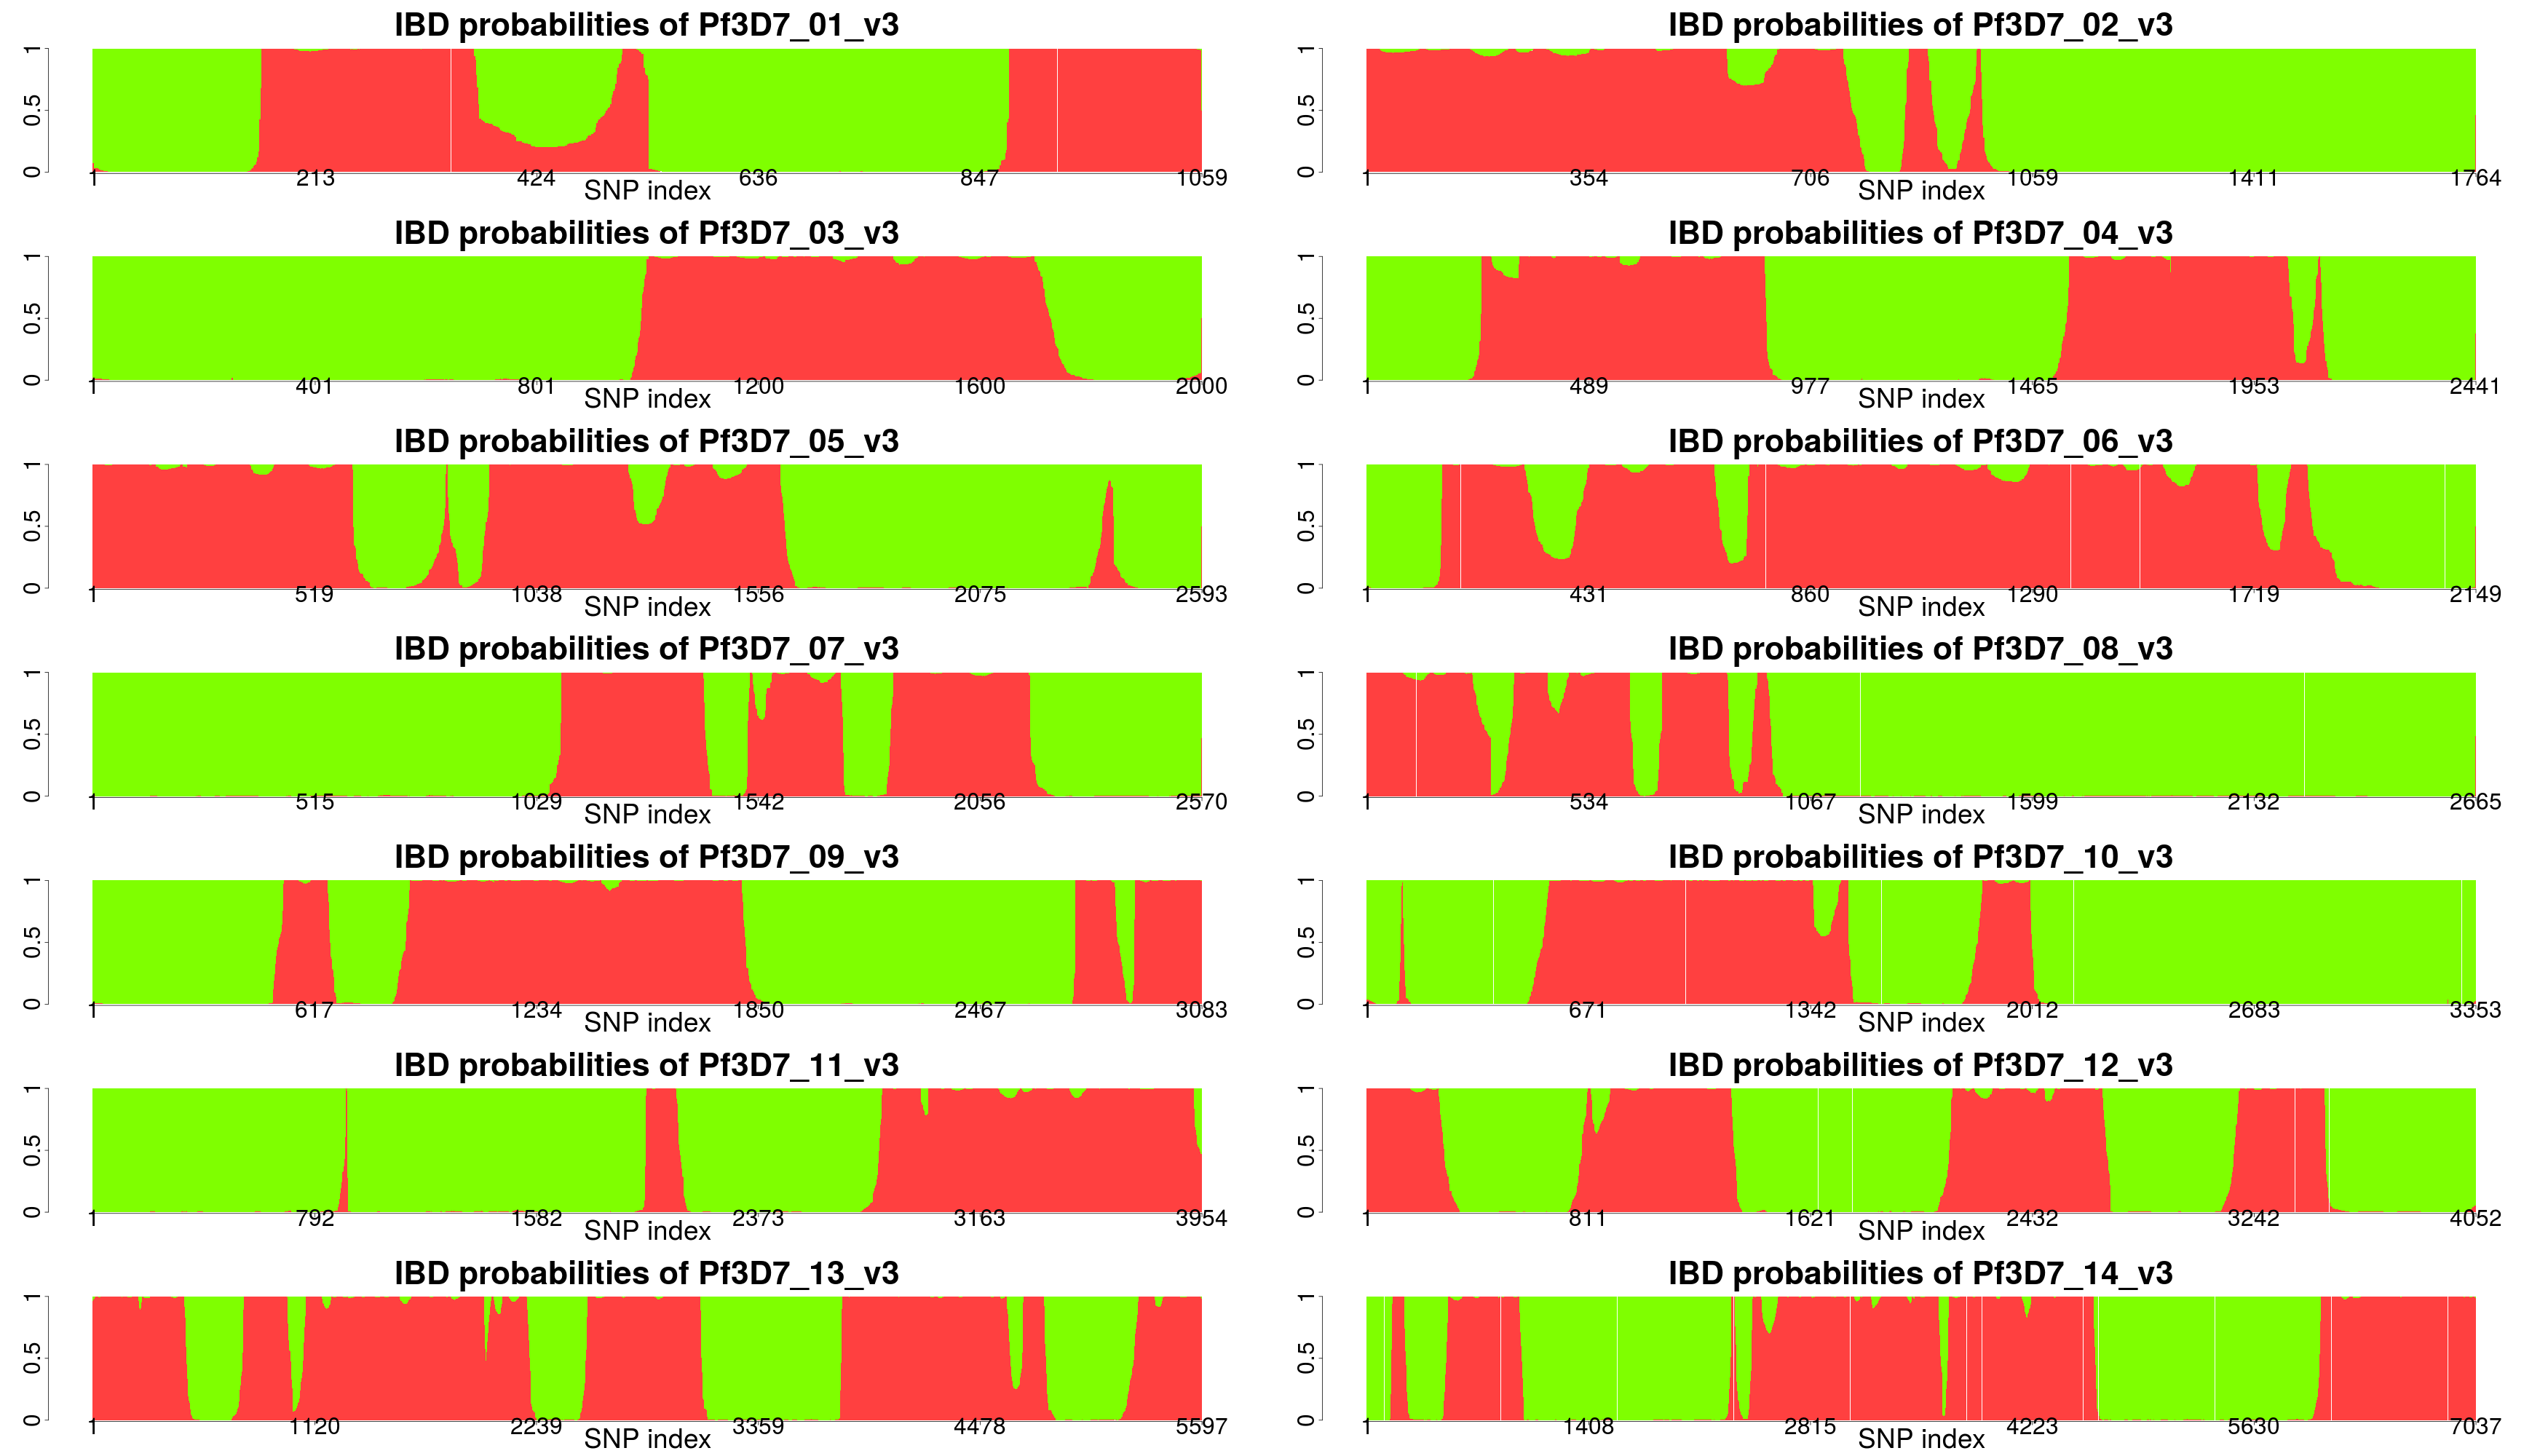 IBD probabilities of Pf3D7_01_v3
0 0.5 1
1 213 424 636 847 1059
SNP index
IBD probabilities of Pf3D7_02_v3
0 0.5 1
1 354 706 1059 1411 1764
SNP index
IBD probabilities of Pf3D7_03_v3
0 0.5 1
1 401 801 1200 1600 2000
SNP index
IBD probabilities of Pf3D7_04_v3
0 0.5 1
1 489 977 1465 1953 2441
SNP index
IBD probabilities of Pf3D7_05_v3
0 0.5 1
1 519 1038 1556 2075 2593
SNP index
IBD probabilities of Pf3D7_06_v3
0 0.5 1
1 431 860 1290 1719 2149
SNP index
IBD probabilities of Pf3D7_07_v3
0 0.5 1
1 515 1029 1542 2056 2570
SNP index
IBD probabilities of Pf3D7_08_v3
0 0.5 1
1 534 1067 1599 2132 2665
SNP index
IBD probabilities of Pf3D7_09_v3
0 0.5 1
1 617 1234 1850 2467 3083
SNP index
IBD probabilities of Pf3D7_10_v3
0 0.5 1
1 671 1342 2012 2683 3353
SNP index
IBD probabilities of Pf3D7_11_v3
0 0.5 1
1 792 1582 2373 3163 3954
SNP index
IBD probabilities of Pf3D7_12_v3
0 0.5 1
1 811 1621 2432 3242 4052
SNP index
IBD probabilities of Pf3D7_13_v3
0 0.5 1
1 1120 2239 3359 4478 5597
SNP index
IBD probabilities of Pf3D7_14_v3
0 0.5 1
1 1408 2815 4223 5630 7037
SNP index